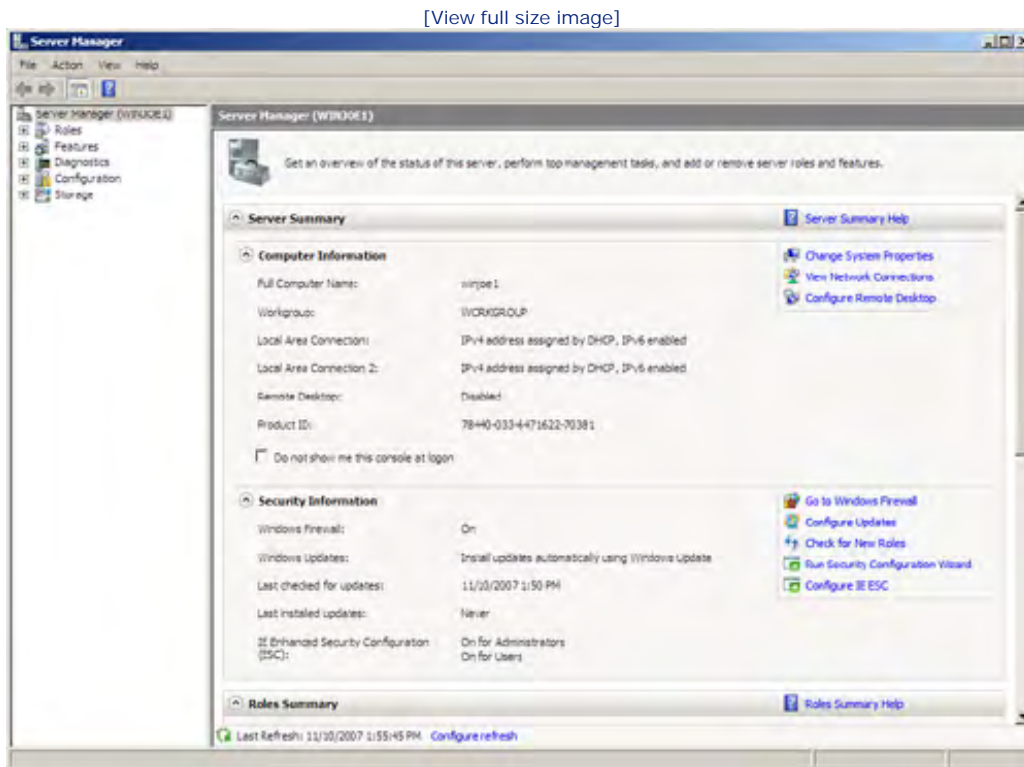 [View full size image]
Server Manager
File Action View Help
Server Manager (WINJOE1)
Roles
Features
Diagnostics
Configuration
Storage
Server Manager (WINJOE1)
Get an overview of the status of this server, perform top management tasks, and add or remove server roles and features.
Server Summary
Server Summary Help
Computer Information
Full Computer Name: winjoe1
Workgroup: WORKGROUP
Local Area Connection: IPv4 address assigned by DHCP, IPv6 enabled
Local Area Connection 2: IPv4 address assigned by DHCP, IPv6 enabled
Remote Desktop: Disabled
Product ID: 78440-033-4471622-70381
Do not show me this console at logon
Change System Properties
View Network Connections
Configure Remote Desktop
Security Information
Windows Firewall: On
Windows Updates: Install updates automatically using Windows Update
Last checked for updates: 11/10/2007 1:50 PM
Last installed updates: Never
IE Enhanced Security Configuration On for Administrators
(ESC): On for Users
Go to Windows Firewall
Configure Updates
Check for New Roles
Run Security Configuration Wizard
Configure IE ESC
Roles Summary
Roles Summary Help
Last Refresh: 11/10/2007 1:55:45 PM Configure refresh